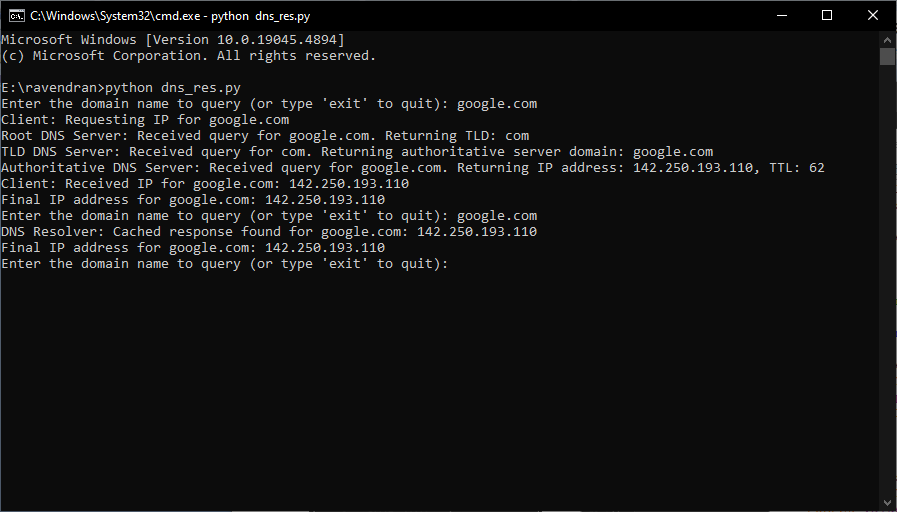 C:\Windows\System32\cmd.exe - python  dns_res.py
Microsoft Windows [Version 10.0.19045.4894]
(c) Microsoft Corporation. All rights reserved.
E:\ravendran>python dns_res.py
Enter the domain name to query (or type 'exit' to quit): google.com
Client: Requesting IP for google.com
Root DNS Server: Received query for google.com. Returning TLD: com
TLD DNS Server: Received query for com. Returning authoritative server domain: google.com
Authoritative DNS Server: Received query for google.com. Returning IP address: 142.250.193.110, TTL: 62
Client: Received IP for google.com: 142.250.193.110
Final IP address for google.com: 142.250.193.110
Enter the domain name to query (or type 'exit' to quit): google.com
DNS Resolver: Cached response found for google.com: 142.250.193.110
Final IP address for google.com: 142.250.193.110
Enter the domain name to query (or type 'exit' to quit):